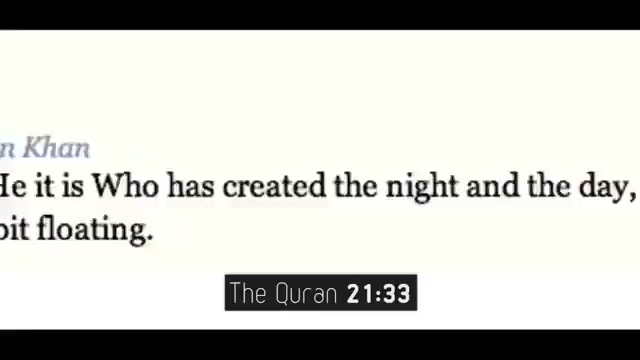 n Khan
He it is Who has created the night and the day,
bit floating.
The Quran 21:33